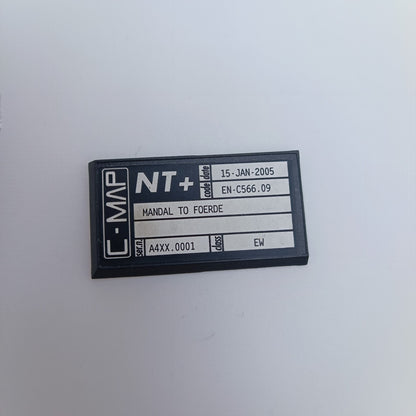 C-MAP
NT+
date 15-JAN-2005
code EN-C566.09
MANDAL TO FOERDE
ser.n A4XX.0001 class EW